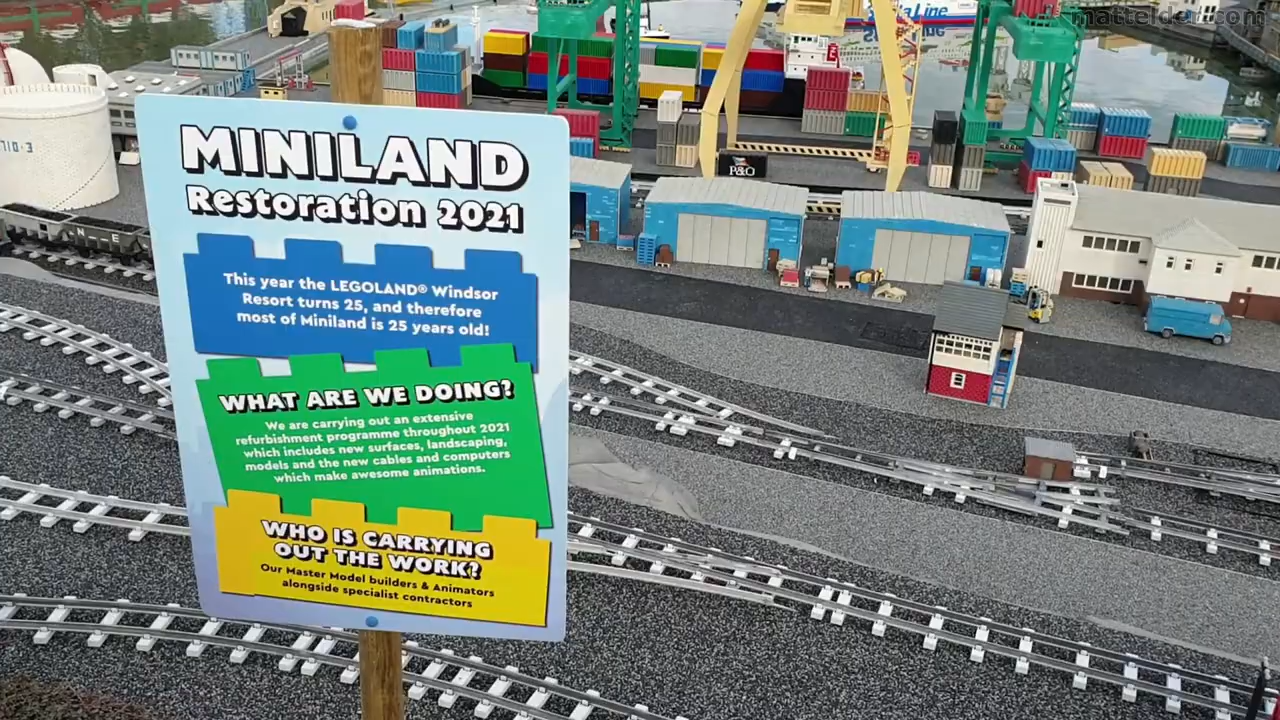 mattelder.com
Line
P&O
NE
MINILAND
Restoration 2021
This year the LEGOLAND® Windsor
Resort turns 25, and therefore
most of Miniland is 25 years old!
WHAT ARE WE DOING?
We are carrying out an extensive
refurbishment programme throughout 2021
which includes new surfaces, landscaping,
models and the new cables and computers
which make awesome animations.
WHO IS CARRYING
OUT THE WORK?
Our Master Model builders & Animators
alongside specialist contractors